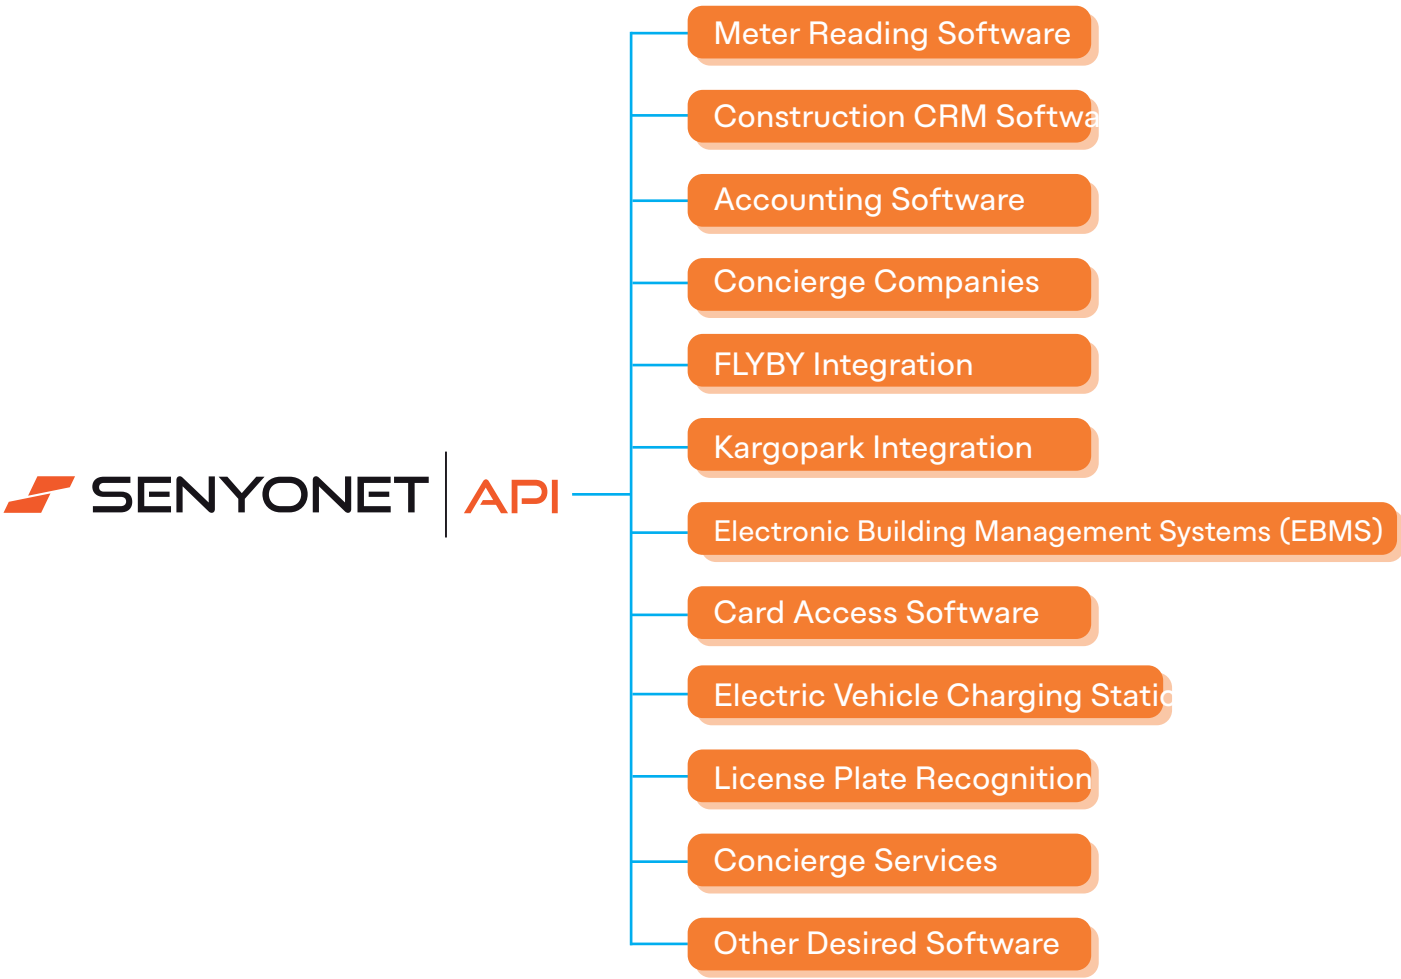 Meter Reading Software
Construction CRM Softwa
Accounting Software
Concierge Companies
FLYBY Integration
Kargopark Integration
SENYONET API
Electronic Building Management Systems (EBMS)
Card Access Software
Electric Vehicle Charging Static
License Plate Recognition
Concierge Services
Other Desired Software